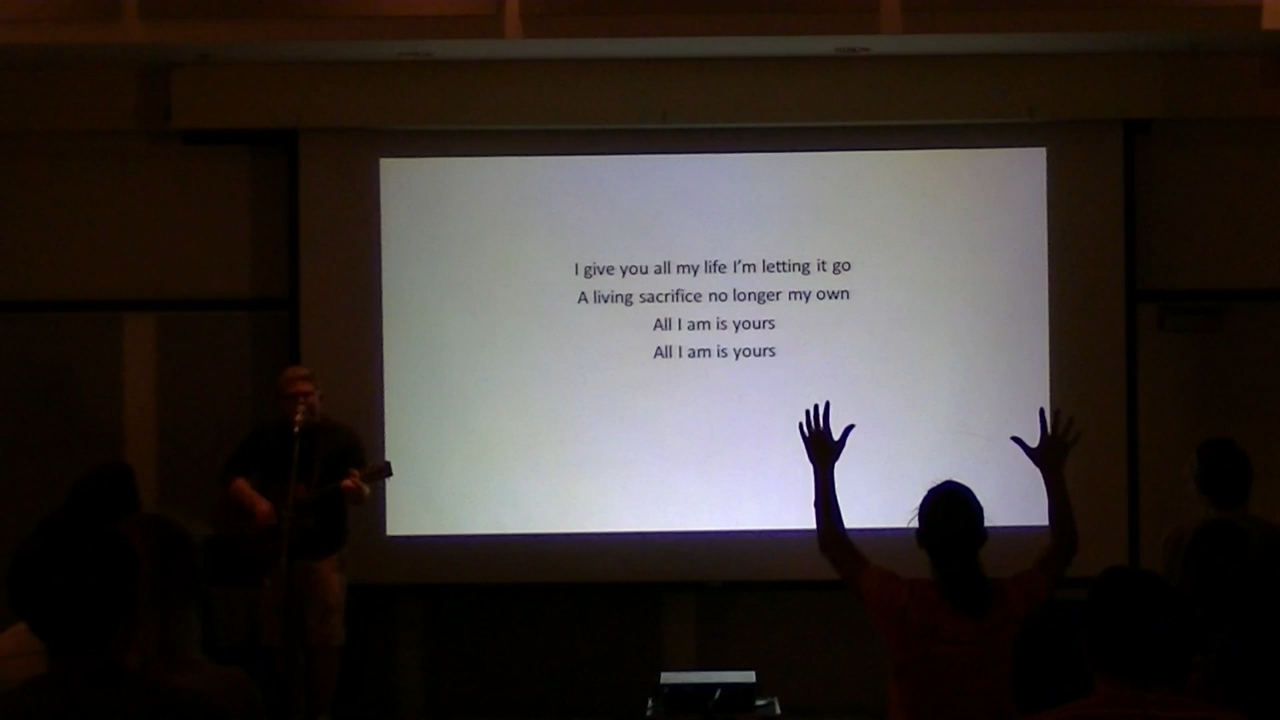 I give you all my life I'm letting it go
A living sacrifice no longer my own
All I am is yours
All I am is yours